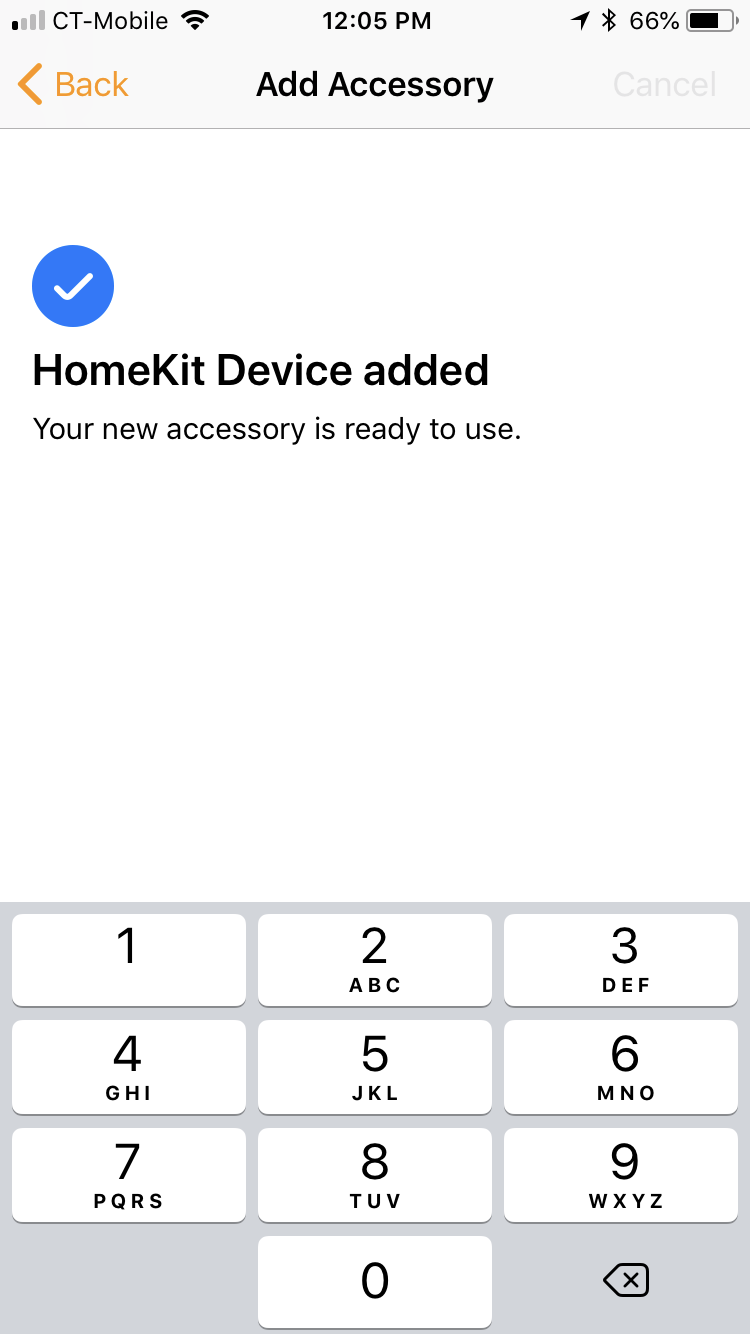 CT-Mobile 12:05 PM 66%
Back Add Accessory Cancel
HomeKit Device added
Your new accessory is ready to use.
1 2 3
ABC DEF
4 5 6
GHI JKL MNO
7 8 9
PQRS TUV WXYZ
0